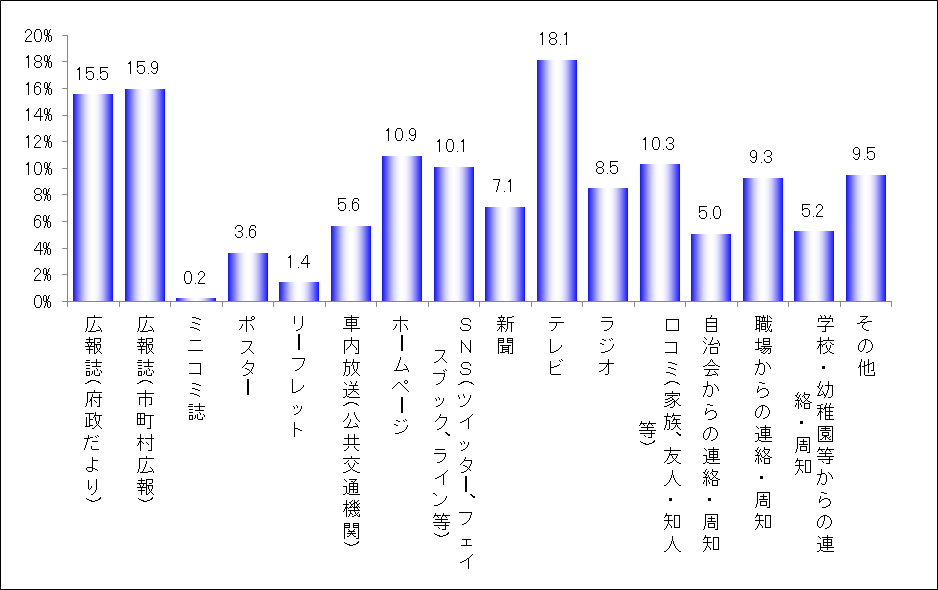 20%
18%
16%
14%
12%
10%
8%
6%
4%
2%
0%
15.5
15.9
0.2
3.6
1.4
5.6
10.9
10.1
7.1
18.1
8.5
10.3
5.0
9.3
5.2
9.5
広報誌(府政だより)
広報誌(市町村広報)
ミニコミ誌
ポスター
リーフレット
車内放送(公共交通機関)
ホームページ
SNS(ツイッター、フェイ
スブック、ライン等)
新聞
テレビ
ラジオ
口コミ(家族、友人・知人
等)
自治会からの連絡・周知
職場からの連絡・周知
学校・幼稚園等からの連
絡・周知
その他